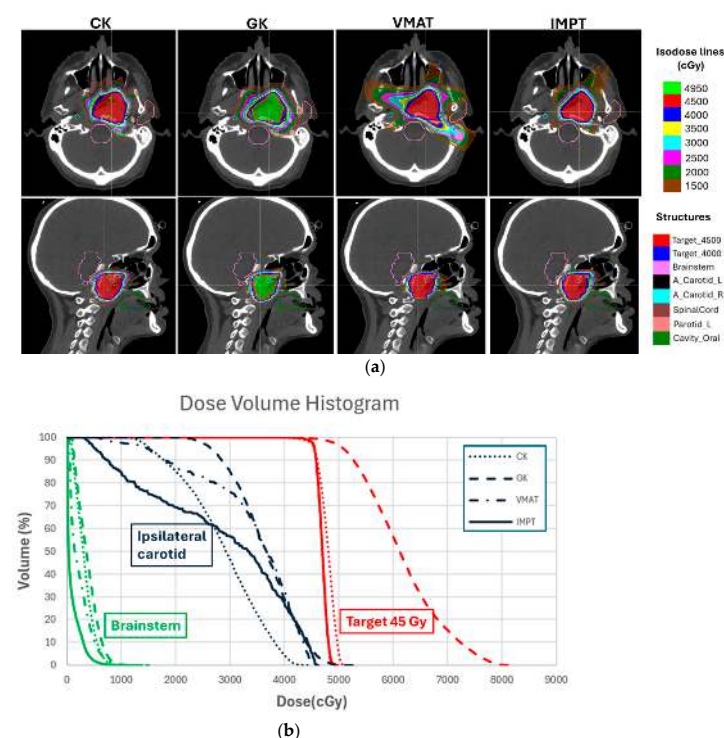 CK GK VMAT IMPT
Isodose lines
(cGy)
4950
4500
4000
3500
3000
2500
2000
1500
Structures
Target_4500
Target_4000
Brainstem
A_Carotid_L
A_Carotid_R
SpinalCord
Parotid_L
Cavity_Oral
(a)
Dose Volume Histogram
Volume (%)
100
90
80
70
60
50
40
30
20
10
0
CK
GK
VMAT
IMPT
Ipsilateral
carotid
Brainstem
Target 45 Gy
0 1000 2000 3000 4000 5000 6000 7000 8000 9000
Dose(cGy)
(b)